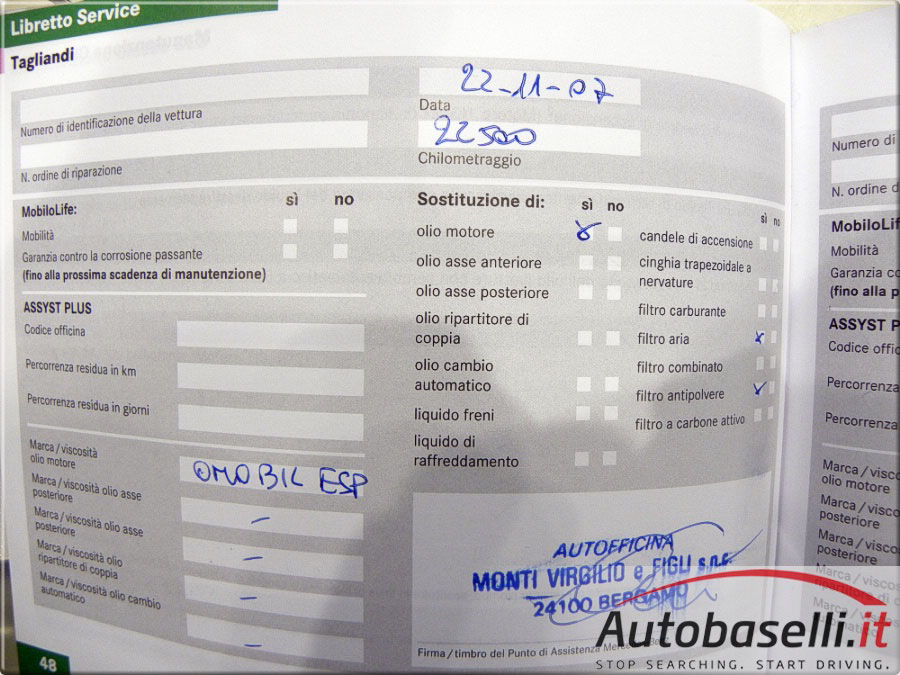 Libretto Service
Tagliandi
Numero di identificazione della vettura
N. ordine di riparazione
22-11-07
Data
22500
Chilometraggio
MobiloLife: sì no
Mobilità
Garanzia contro la corrosione passante
(fino alla prossima scadenza di manutenzione)
ASSYST PLUS
Codice officina
Percorrenza residua in km
Percorrenza residua in giorni
Marca / viscosità
olio motore
OMOBIL ESP
Marca / viscosità olio asse
posteriore
–
Marca / viscosità olio asse
posteriore
–
Marca / viscosità olio
ripartitore di coppia
–
Marca / viscosità olio cambio
automatico
–
48
Sostituzione di: sì no
olio motore
olio asse anteriore
olio asse posteriore
olio ripartitore di
coppia
olio cambio
automatico
liquido freni
liquido di
raffreddamento
sì no
candele di accensione
cinghia trapezoidale a
nervature
filtro carburante
filtro aria
filtro combinato
filtro antipolvere
filtro a carbone attivo
AUTOFFICINA
MONTI VIRGILIO e FIGLI s.n.c.
24100 BERGAMO
Firma / timbro del Punto di Assistenza
Numero di
N. ordine d
MobiloLif
Mobilità
Garanzia co
(fino alla p
ASSYST P
Codice offic
Percorrenza
Percorrenza
Marca / visco
olio motore
Marca / visco
posteriore
Marca / visco
posteriore
Autobaselli.it
STOP SEARCHING. START DRIVING.